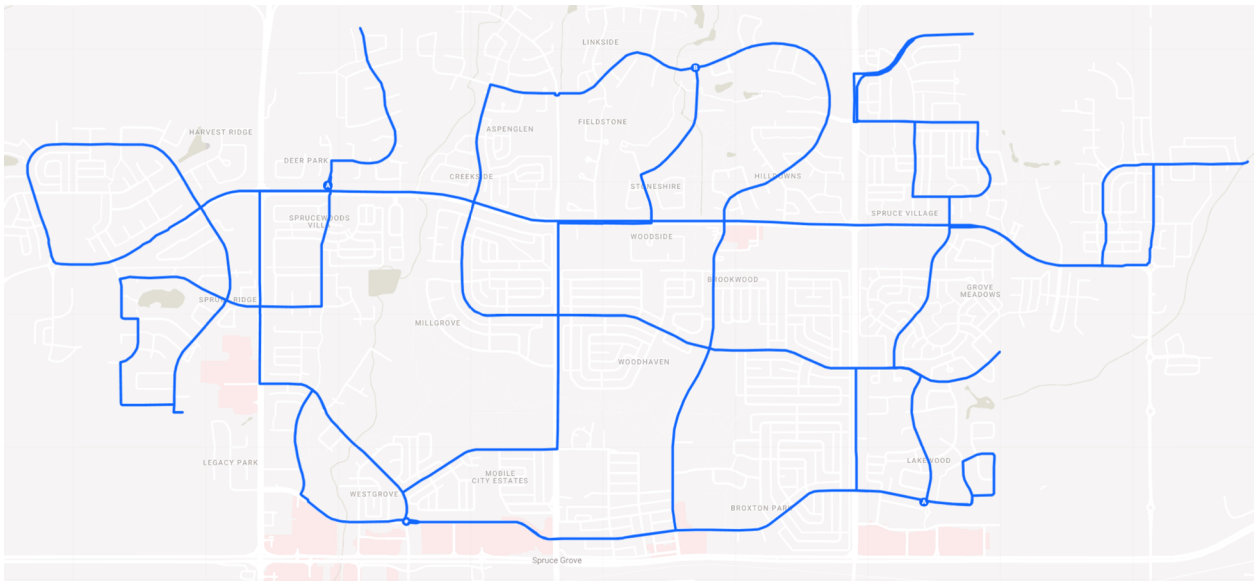 LINKSIDE
FIELDSTONE
ASPENGLEN
HARVEST RIDGE
DEER PARK
CREEKSIDE
HILLDOWNS
STONESHIRE
SPRUCE VILLAGE
SPRUCEWOODS
WOODSIDE
BROOKWOOD
GROVE
MEADOWS
SPRUCE RIDGE
MILLGROVE
WOODHAVEN
LEGACY PARK
LAKEWOOD
MOBILE
CITY ESTATES
WESTGROVE
BROXTON PARK
Spruce Grove